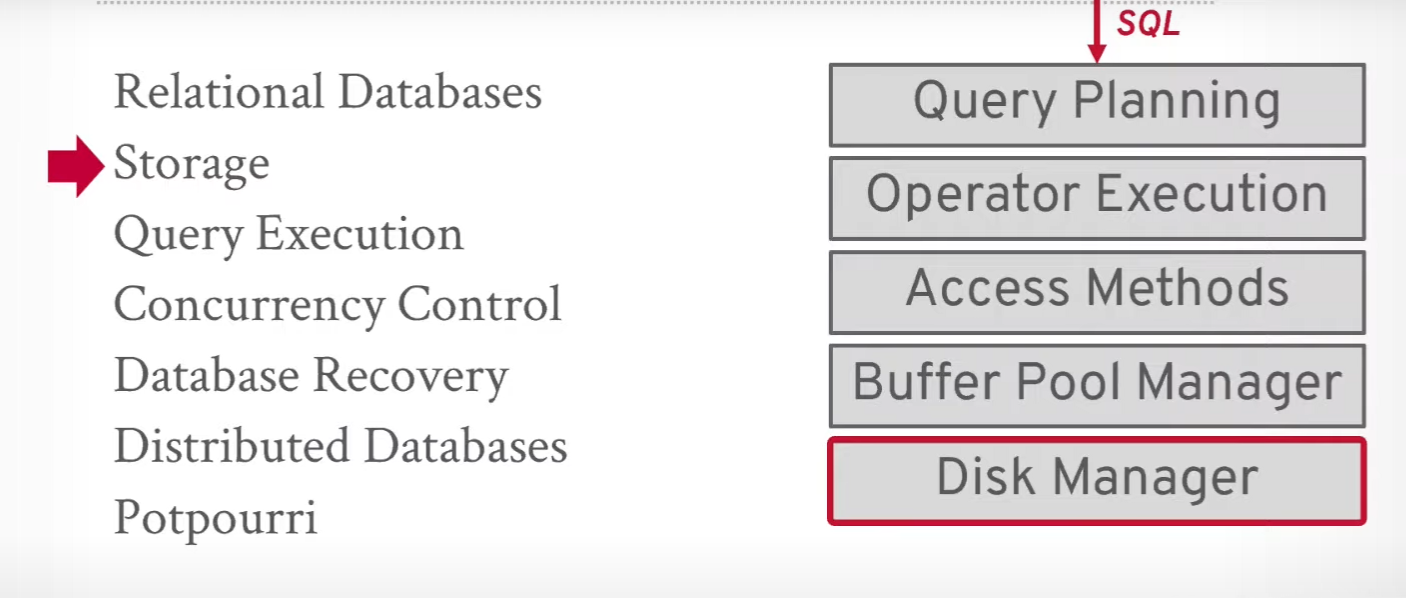 Relational Databases
Storage
Query Execution
Concurrency Control
Database Recovery
Distributed Databases
Potpourri
SQL
Query Planning
Operator Execution
Access Methods
Buffer Pool Manager
Disk Manager